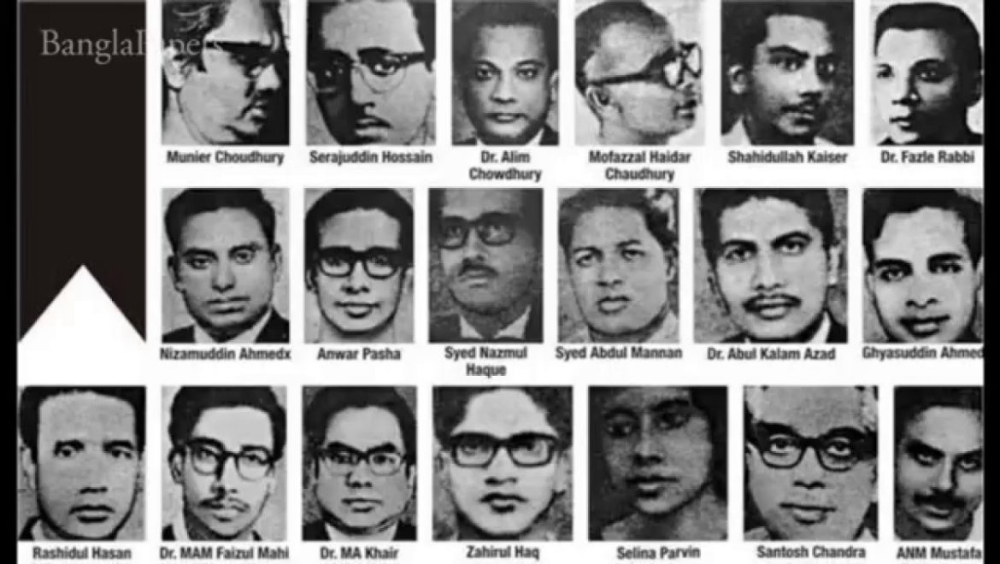 BanglaPapers
Munier Choudhury
Serajuddin Hossain
Dr. Alim
Chowdhury
Mofazzal Haidar
Chaudhury
Shahidullah Kaiser
Dr. Fazle Rabbi
Nizamuddin Ahmedx
Anwar Pasha
Syed Nazmul
Haque
Syed Abdul Mannan
Dr. Abul Kalam Azad
Ghyasuddin Ahmed
Rashidul Hasan
Dr. MAM Faizul Mahi
Dr. MA Khair
Zahirul Haq
Selina Parvin
Santosh Chandra
ANM Mustafa